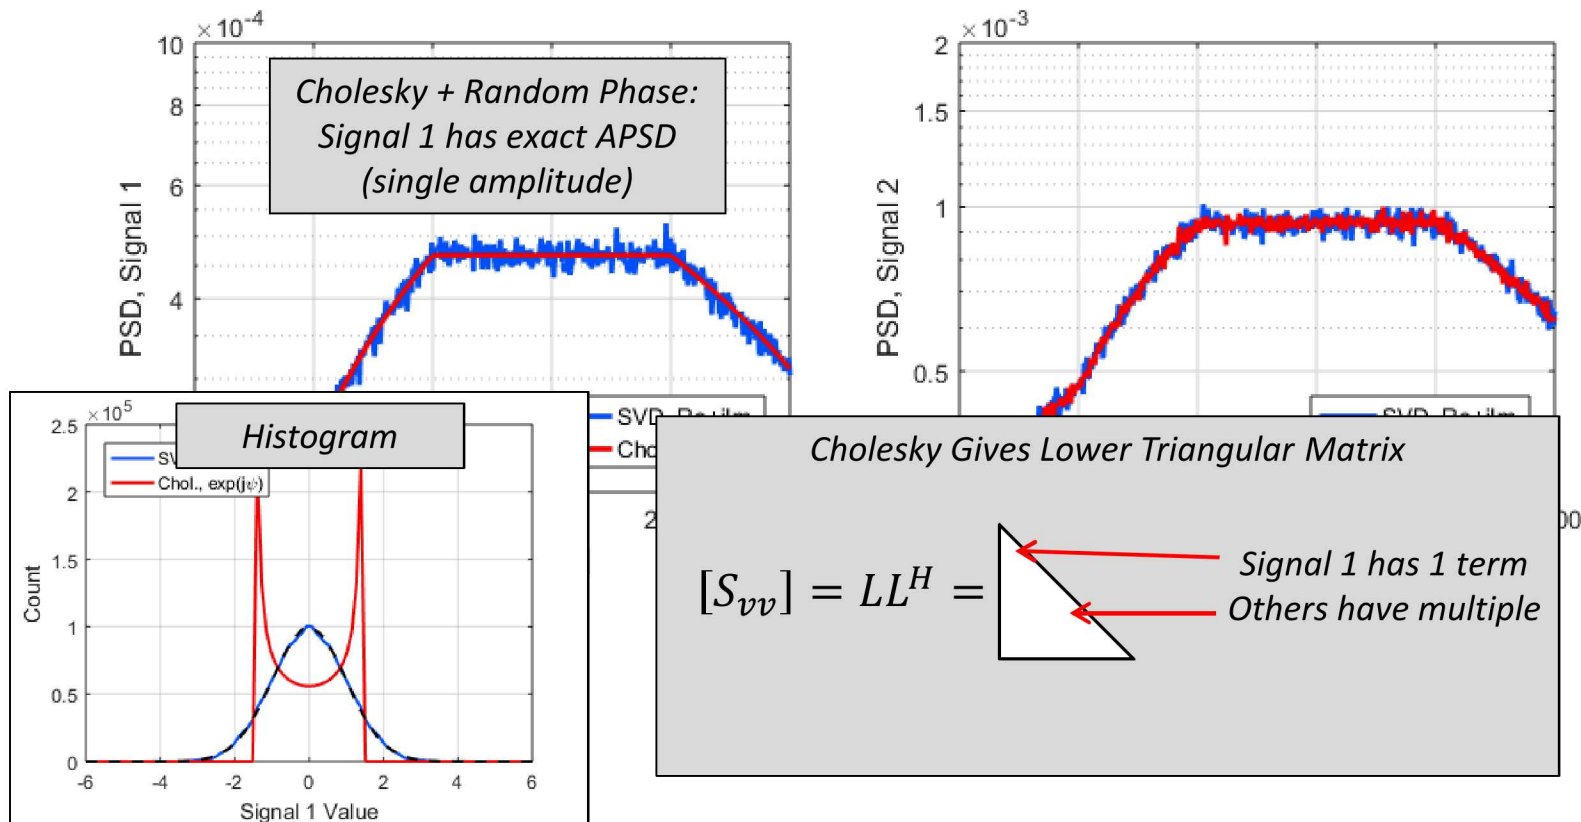 ×10⁻⁴
10
8
6
4
PSD, Signal 1
Cholesky + Random Phase:
Signal 1 has exact APSD
(single amplitude)
×10⁻³
2
1.5
1
0.5
PSD, Signal 2
×10⁵
2.5
2
1.5
1
0.5
0
Count
Histogram
Chol., exp(jψ)
-6 -4 -2 0 2 4 6
Signal 1 Value
Cholesky Gives Lower Triangular Matrix
[S_vv] = LL^H =
Signal 1 has 1 term
Others have multiple